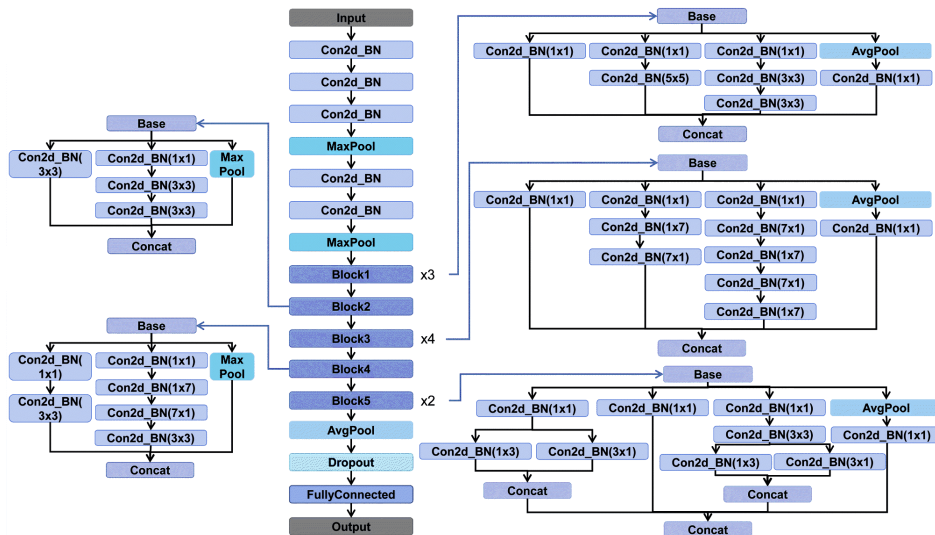 Input
Con2d_BN
Con2d_BN
Con2d_BN
MaxPool
Con2d_BN
Con2d_BN
MaxPool
Block1
x3
Block2
Block3
x4
Block4
Block5
x2
AvgPool
Dropout
FullyConnected
Output
Base
Con2d_BN(
3x3)
Con2d_BN(1x1)
Con2d_BN(3x3)
Con2d_BN(3x3)
Max
Pool
Concat
Base
Con2d_BN(
1x1)
Con2d_BN(
3x3)
Con2d_BN(1x1)
Con2d_BN(1x7)
Con2d_BN(7x1)
Con2d_BN(3x3)
Max
Pool
Concat
Base
Con2d_BN(1x1)
Con2d_BN(1x1)
Con2d_BN(5x5)
Con2d_BN(1x1)
Con2d_BN(3x3)
Con2d_BN(3x3)
AvgPool
Con2d_BN(1x1)
Concat
Base
Con2d_BN(1x1)
Con2d_BN(1x1)
Con2d_BN(1x7)
Con2d_BN(7x1)
Con2d_BN(1x1)
Con2d_BN(7x1)
Con2d_BN(1x7)
Con2d_BN(7x1)
Con2d_BN(1x7)
AvgPool
Con2d_BN(1x1)
Concat
Base
Con2d_BN(1x1)
Con2d_BN(1x3)
Con2d_BN(3x1)
Concat
Con2d_BN(1x1)
Con2d_BN(1x1)
Con2d_BN(3x3)
Con2d_BN(1x3)
Con2d_BN(3x1)
Concat
AvgPool
Con2d_BN(1x1)
Concat